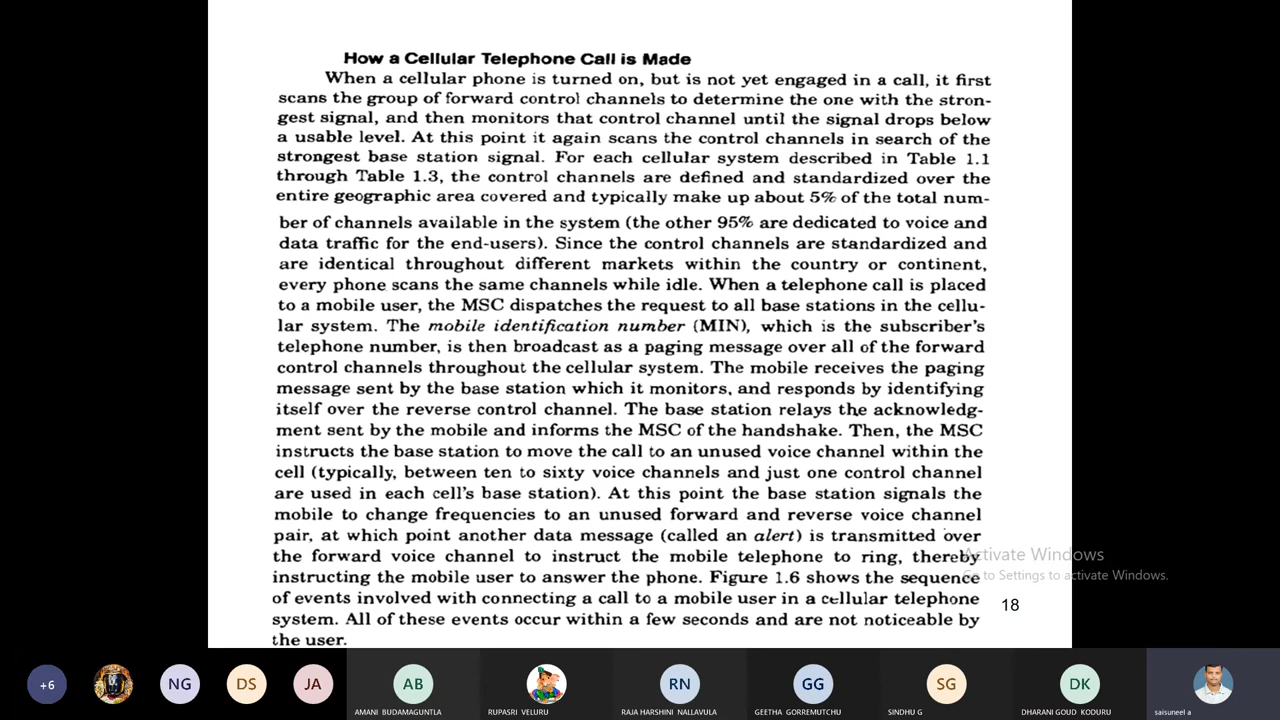 How a Cellular Telephone Call is Made
When a cellular phone is turned on, but is not yet engaged in a call, it first
scans the group of forward control channels to determine the one with the stron-
gest signal, and then monitors that control channel until the signal drops below
a usable level. At this point it again scans the control channels in search of the
strongest base station signal. For each cellular system described in Table 1.1
through Table 1.3, the control channels are defined and standardized over the
entire geographic area covered and typically make up about 5% of the total num-
ber of channels available in the system (the other 95% are dedicated to voice and
data traffic for the end-users). Since the control channels are standardized and
are identical throughout different markets within the country or continent,
every phone scans the same channels while idle. When a telephone call is placed
to a mobile user, the MSC dispatches the request to all base stations in the cellu-
lar system. The mobile identification number (MIN), which is the subscriber's
telephone number, is then broadcast as a paging message over all of the forward
control channels throughout the cellular system. The mobile receives the paging
message sent by the base station which it monitors, and responds by identifying
itself over the reverse control channel. The base station relays the acknowledg-
ment sent by the mobile and informs the MSC of the handshake. Then, the MSC
instructs the base station to move the call to an unused voice channel within the
cell (typically, between ten to sixty voice channels and just one control channel
are used in each cell's base station). At this point the base station signals the
mobile to change frequencies to an unused forward and reverse voice channel
pair, at which point another data message (called an alert) is transmitted over
the forward voice channel to instruct the mobile telephone to ring, thereby
instructing the mobile user to answer the phone. Figure 1.6 shows the sequence
of events involved with connecting a call to a mobile user in a cellular telephone
system. All of these events occur within a few seconds and are not noticeable by
the user.
Activate Windows
Go to Settings to activate Windows.
18
+6
NG
DS
JA
AB
RN
GG
SG
DK
AMANI BUDAMAGUNTLA
RUPASRI VELURU
RAJA HARSHINI NALLAVULA
GEETHA GORREMUTCHU
SINDHU G
DHARANI GOUD KODURU
saisuneel a